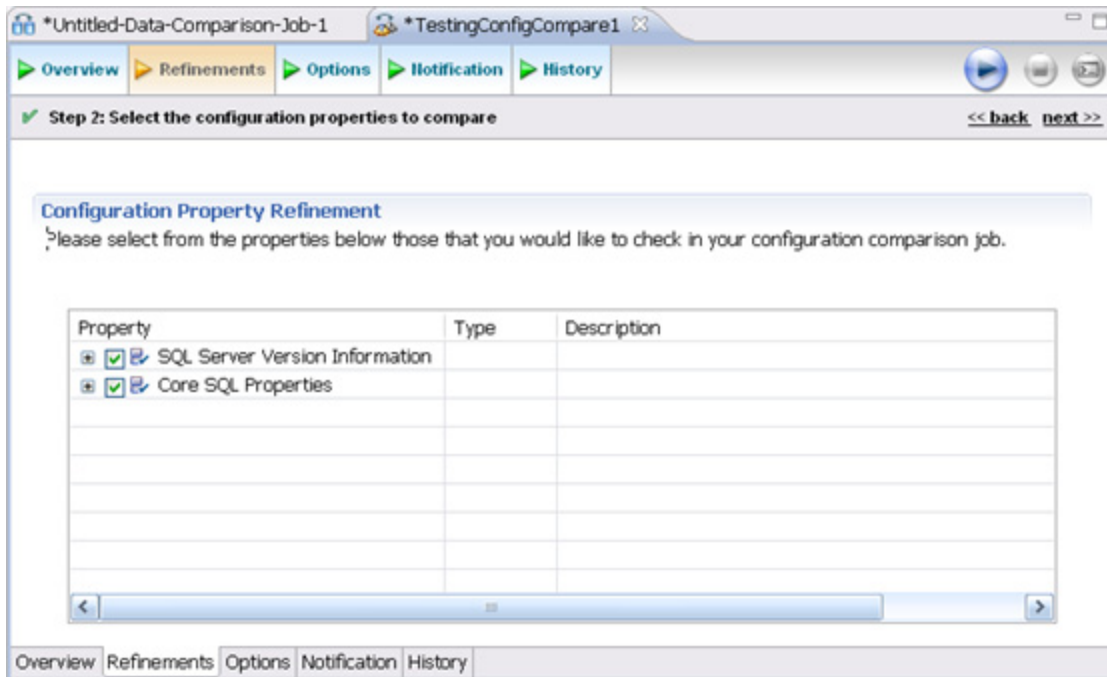 *Untitled-Data-Comparison-Job-1 *TestingConfigCompare1
Overview Refinements Options Notification History
Step 2: Select the configuration properties to compare << back next >>
Configuration Property Refinement
Please select from the properties below those that you would like to check in your configuration comparison job.
Property Type Description
SQL Server Version Information
Core SQL Properties
Overview Refinements Options Notification History